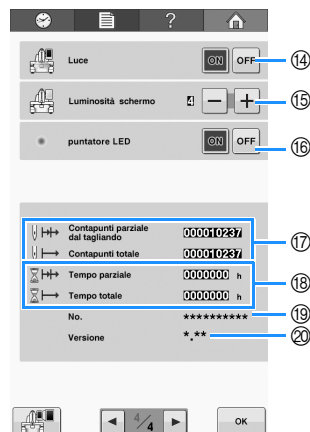 ?
Luce ON OFF ⑭
Luminosità schermo 4 − + ⑮
puntatore LED ON OFF ⑯
Contapunti parziale
dal tagliando 000010237
Contapunti totale 000010237 ⑰
Tempo parziale 0000000 h
Tempo totale 0000000 h ⑱
No. ********** ⑲
Versione *.** ⑳
4/4 OK